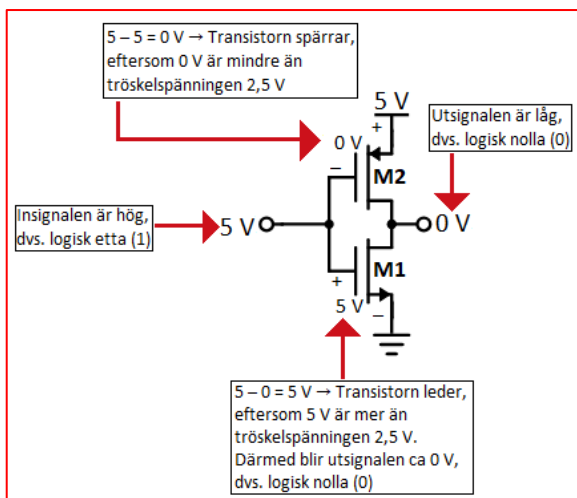 5 – 5 = 0 V → Transistorn spärrar,
eftersom 0 V är mindre än
tröskelspänningen 2,5 V
5 V
+
Utsignalen är låg,
dvs. logisk nolla (0)
0 V
–
M2
Insignalen är hög,
dvs. logisk etta (1)
5 V
0 V
M1
+
5 V
–
5 – 0 = 5 V → Transistorn leder,
eftersom 5 V är mer än
tröskelspänningen 2,5 V.
Därmed blir utsignalen ca 0 V,
dvs. logisk nolla (0)